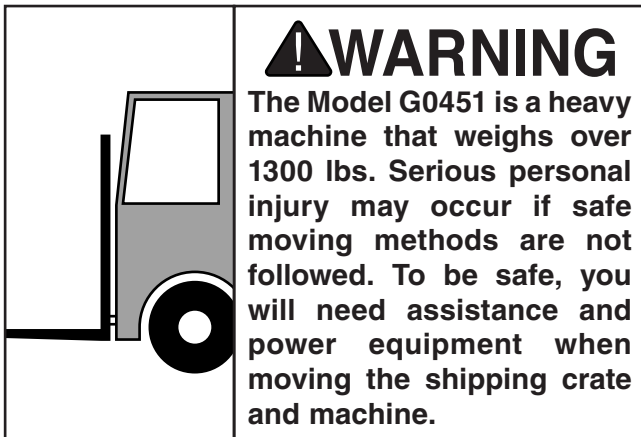 WARNING
The Model G0451 is a heavy
machine that weighs over
1300 lbs. Serious personal
injury may occur if safe
moving methods are not
followed. To be safe, you
will need assistance and
power equipment when
moving the shipping crate
and machine.